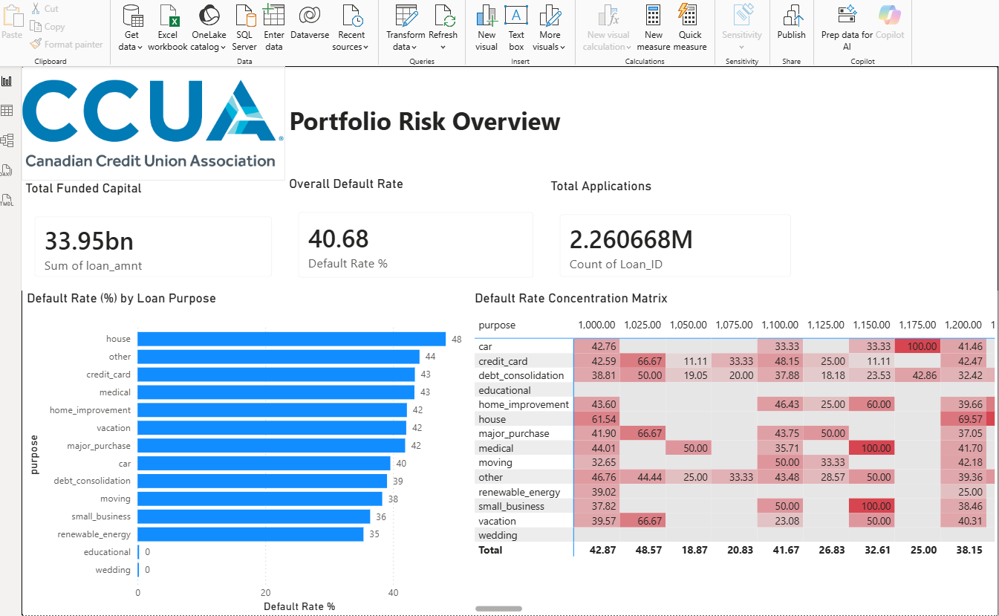 Paste
Cut
Copy
Format painter
Clipboard
Get data
Excel workbook
OneLake catalog
SQL Server
Enter data
Dataverse
Recent sources
Data
Transform data
Refresh
Queries
New visual
Text box
More visuals
Insert
New visual calculation
New measure
Quick measure
Calculations
Sensitivity
Sensitivity
Publish
Share
Prep data for AI
Copilot
Copilot
CCUA®
Canadian Credit Union Association
Portfolio Risk Overview
Total Funded Capital
33.95bn
Sum of loan_amnt
Overall Default Rate
40.68
Default Rate %
Total Applications
2.260668M
Count of Loan_ID
Default Rate (%) by Loan Purpose
purpose
house 48
other 44
credit_card 43
medical 43
home_improvement 42
vacation 42
major_purchase 42
car 40
debt_consolidation 39
moving 38
small_business 36
renewable_energy 35
educational 0
wedding 0
0 20 40
Default Rate %
Default Rate Concentration Matrix
purpose 1,000.00 1,025.00 1,050.00 1,075.00 1,100.00 1,125.00 1,150.00 1,175.00 1,200.00 1
car 42.76 33.33 33.33 100.00 41.46
credit_card 42.59 66.67 11.11 33.33 48.15 25.00 11.11 42.47
debt_consolidation 38.81 50.00 19.05 20.00 37.88 18.18 23.53 42.86 32.42
educational
home_improvement 43.60 46.43 25.00 60.00 39.66
house 61.54 69.57
major_purchase 41.90 66.67 43.75 50.00 37.05
medical 44.01 50.00 35.71 100.00 41.70
moving 32.65 50.00 33.33 42.18
other 46.76 44.44 25.00 33.33 43.48 28.57 50.00 39.36
renewable_energy 39.02 25.00
small_business 37.82 50.00 100.00 38.46
vacation 39.57 66.67 23.08 50.00 40.31
wedding
Total 42.87 48.57 18.87 20.83 41.67 26.83 32.61 25.00 38.15